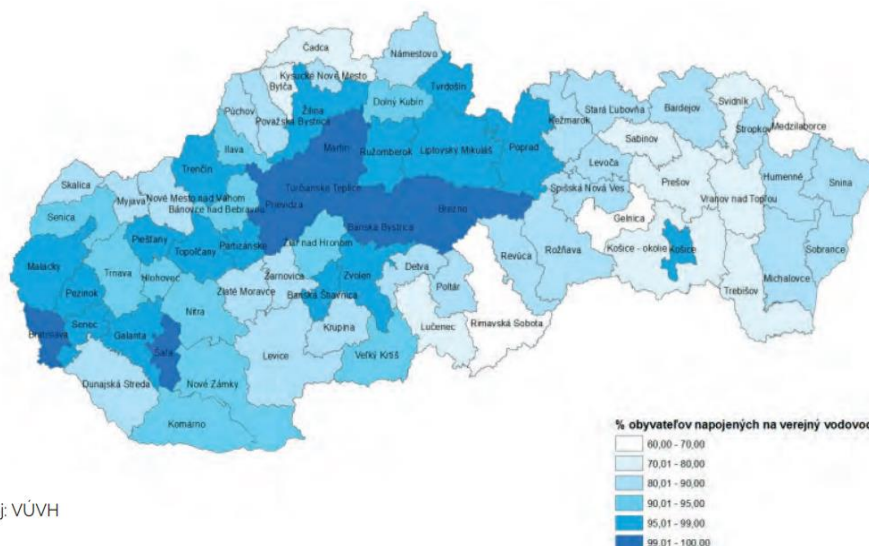 Čadca
Námestovo
Kysucké Nové Mesto
Bytča
Tvrdošín
Svidník
Dolný Kubín
Stará Ľubovňa
Bardejov
Púchov
Žilina
Kežmarok
Medzilaborce
Považská Bystrica
Stropkov
Sabinov
Ilava
Martin
Ružomberok
Liptovský Mikuláš
Poprad
Levoča
Humenné
Trenčín
Prešov
Snina
Skalica
Turčianske Teplice
Spišská Nová Ves
Vranov nad Topľou
Myjava
Nové Mesto nad Váhom
Bánovce nad Bebravou
Prievidza
Brezno
Gelnica
Senica
Banská Bystrica
Piešťany
Topoľčany
Partizánske
Žiar nad Hronom
Revúca
Rožňava
Košice - okolie
Košice
Sobrance
Malacky
Trnava
Hlohovec
Žarnovica
Zvolen
Detva
Michalovce
Pezinok
Zlaté Moravce
Banská Štiavnica
Poltár
Trebišov
Nitra
Bratislava
Senec
Galanta
Šaľa
Krupina
Lučenec
Rimavská Sobota
Levice
Veľký Krtíš
Dunajská Streda
Nové Zámky
Komárno
% obyvateľov napojených na verejný vodovod
60,00 - 70,00
70,01 - 80,00
80,01 - 90,00
90,01 - 95,00
95,01 - 99,00
99,01 - 100,00
j: VÚVH